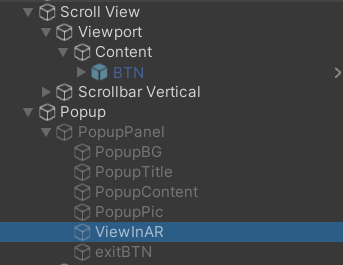 Scroll View
Viewport
Content
BTN
Scrollbar Vertical
Popup
PopupPanel
PopupBG
PopupTitle
PopupContent
PopupPic
ViewInAR
exitBTN